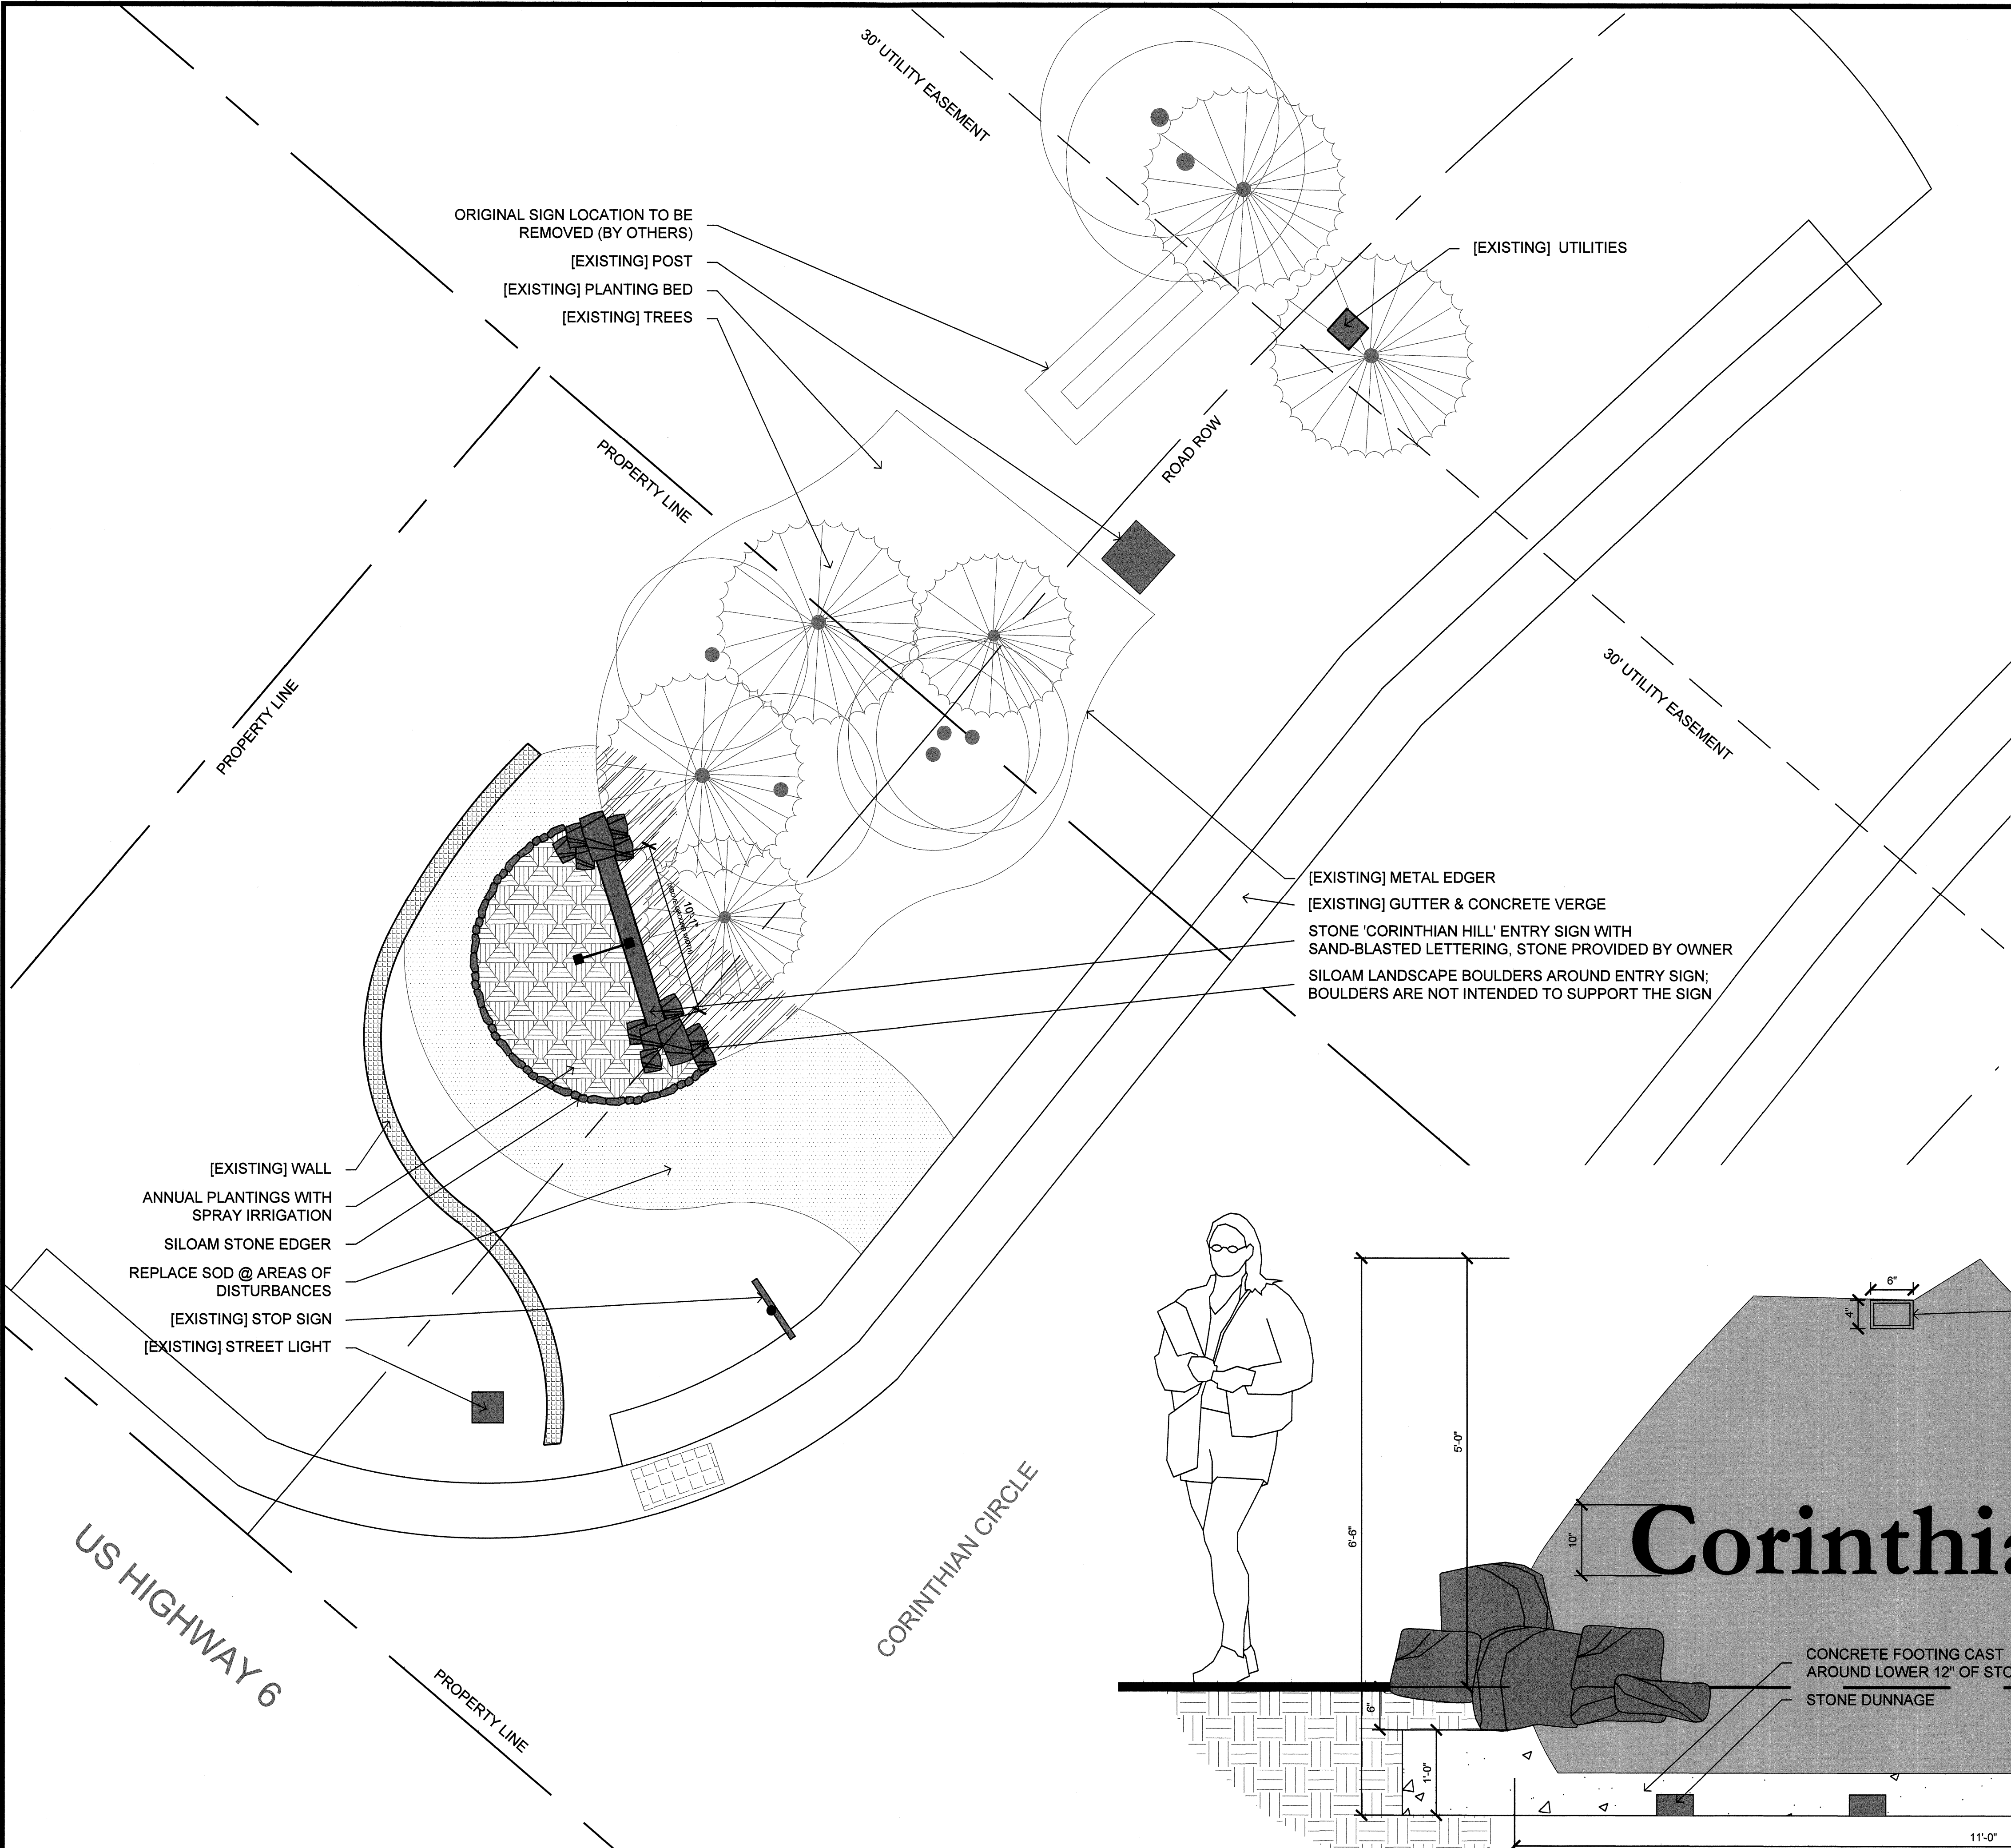 30' UTILITY EASEMENT
ORIGINAL SIGN LOCATION TO BE
REMOVED (BY OTHERS)
[EXISTING] POST
[EXISTING] PLANTING BED
[EXISTING] TREES
[EXISTING] UTILITIES
PROPERTY LINE
ROAD ROW
PROPERTY LINE
30' UTILITY EASEMENT
10'-1"
[EXISTING] METAL EDGER
[EXISTING] GUTTER & CONCRETE VERGE
STONE 'CORINTHIAN HILL' ENTRY SIGN WITH
SAND-BLASTED LETTERING, STONE PROVIDED BY OWNER
SILOAM LANDSCAPE BOULDERS AROUND ENTRY SIGN;
BOULDERS ARE NOT INTENDED TO SUPPORT THE SIGN
[EXISTING] WALL
ANNUAL PLANTINGS WITH
SPRAY IRRIGATION
SILOAM STONE EDGER
REPLACE SOD @ AREAS OF
DISTURBANCES
[EXISTING] STOP SIGN
[EXISTING] STREET LIGHT
US HIGHWAY 6
CORINTHIAN CIRCLE
PROPERTY LINE
6"
4"
5'-0"
6'-6"
10"
Corinthia
CONCRETE FOOTING CAST
AROUND LOWER 12" OF STO
STONE DUNNAGE
6"
1'-0"
11'-0"